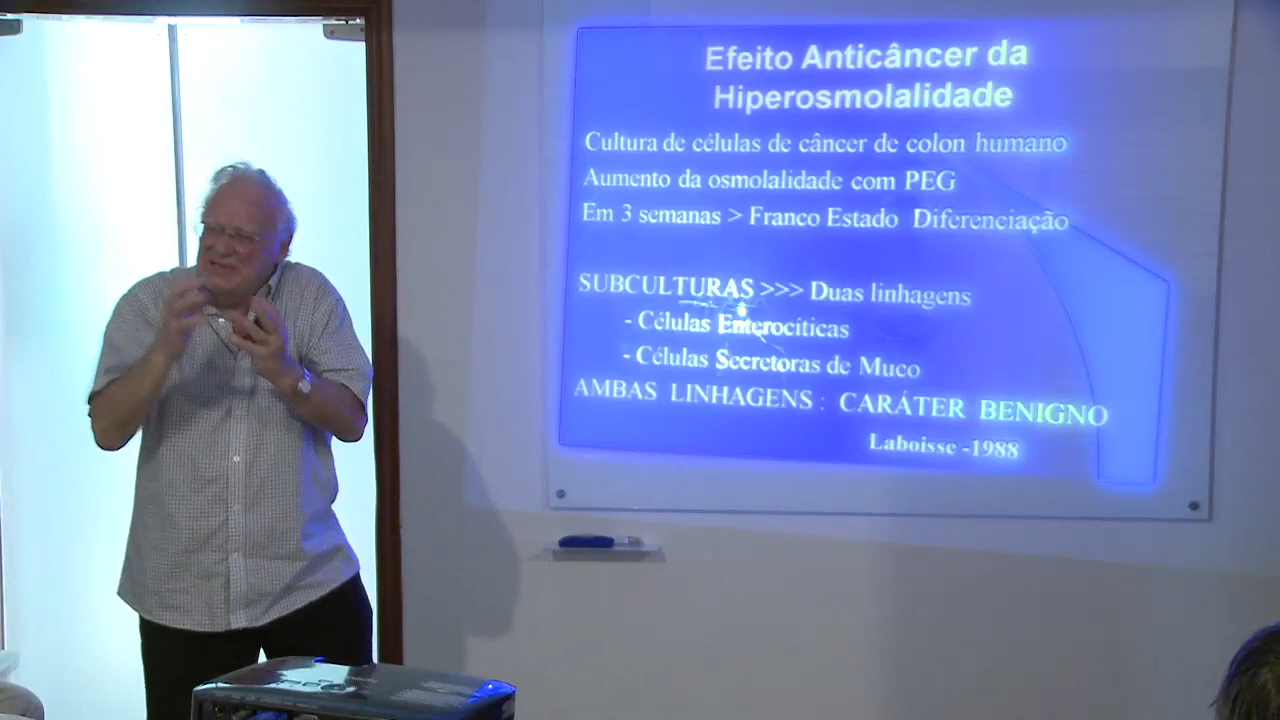 Efeito Anticâncer da
Hiperosmolalidade
Cultura de células de câncer de colon humano
Aumento da osmolalidade com PEG
Em 3 semanas > Franco Estado Diferenciação
SUBCULTURAS >>> Duas linhagens
- Células Enterocíticas
- Células Secretoras de Muco
AMBAS LINHAGENS : CARÁTER BENIGNO
Laboisse -1988